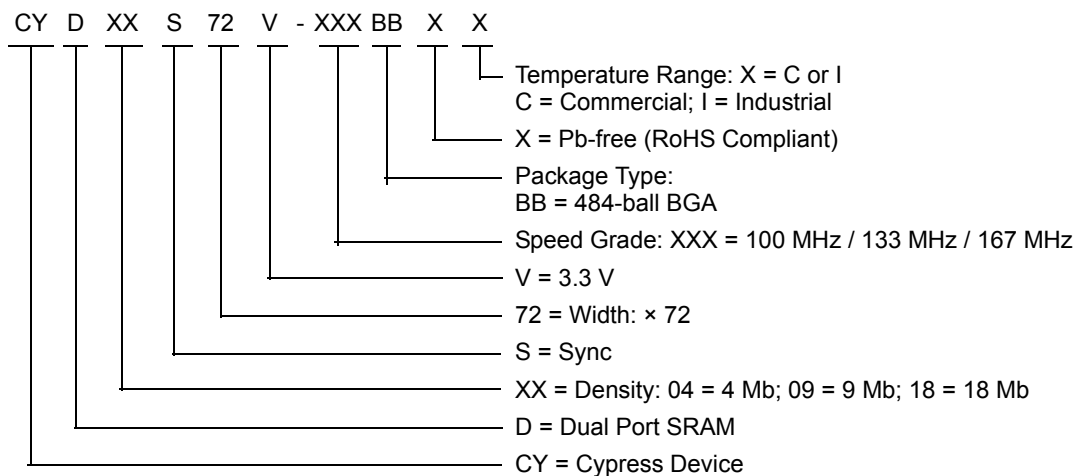 CY D XX S 72 V - XXX BB X X
Temperature Range: X = C or I
C = Commercial; I = Industrial
X = Pb-free (RoHS Compliant)
Package Type:
BB = 484-ball BGA
Speed Grade: XXX = 100 MHz / 133 MHz / 167 MHz
V = 3.3 V
72 = Width: × 72
S = Sync
XX = Density: 04 = 4 Mb; 09 = 9 Mb; 18 = 18 Mb
D = Dual Port SRAM
CY = Cypress Device